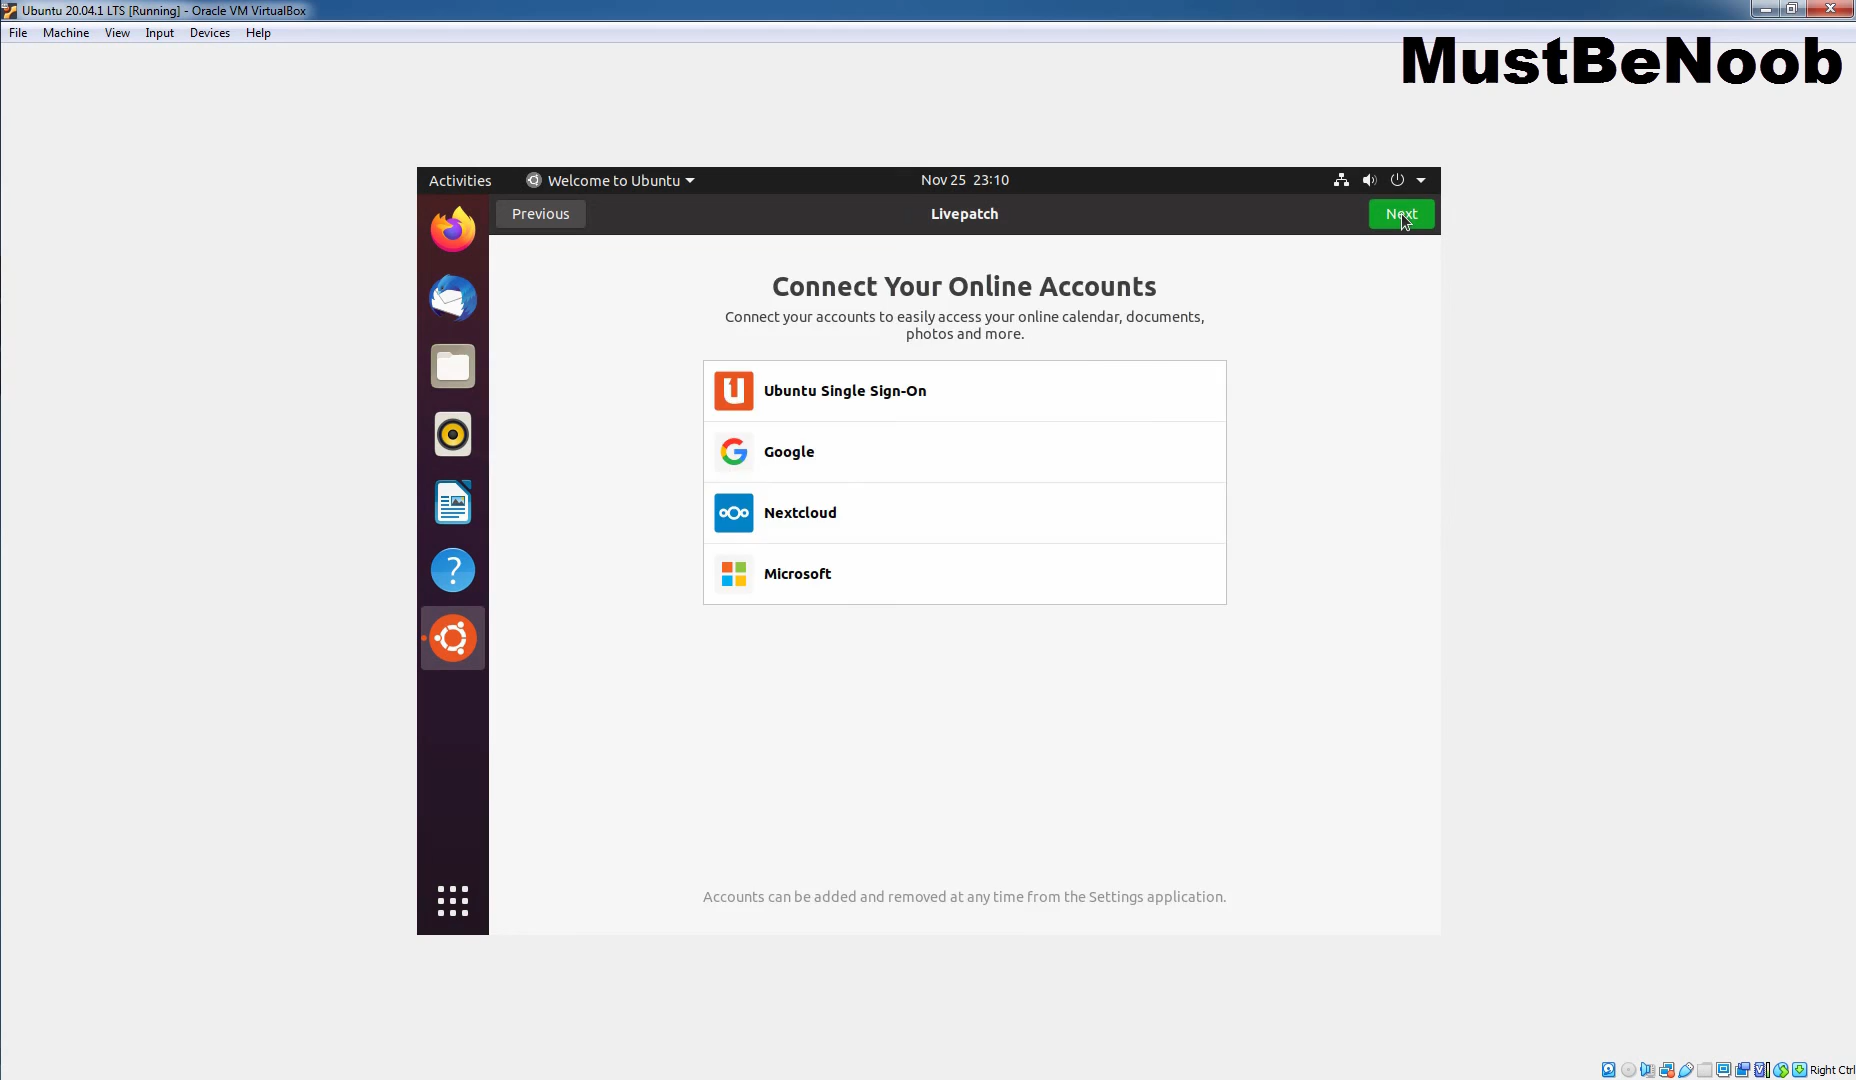 Ubuntu 20.04.1 LTS [Running] - Oracle VM VirtualBox
File Machine View Input Devices Help
MustBeNoob
Activities Welcome to Ubuntu Nov 25 23:10
Previous Livepatch Next
Connect Your Online Accounts
Connect your accounts to easily access your online calendar, documents,
photos and more.
Ubuntu Single Sign-On
Google
Nextcloud
Microsoft
Accounts can be added and removed at any time from the Settings application.
Right Ctrl